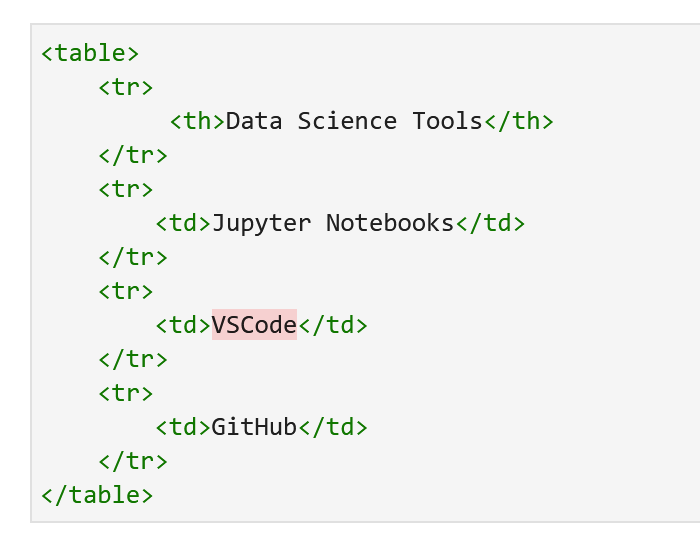 <table>
    <tr>
         <th>Data Science Tools</th>
    </tr>
    <tr>
        <td>Jupyter Notebooks</td>
    </tr>
    <tr>
        <td>VSCode</td>
    </tr>
    <tr>
        <td>GitHub</td>
    </tr>
</table>